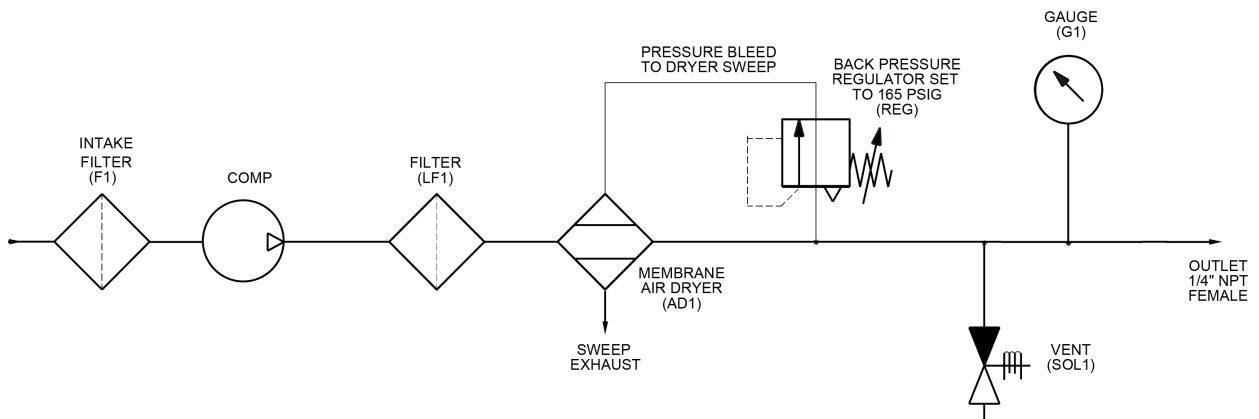 GAUGE
(G1)
PRESSURE BLEED
TO DRYER SWEEP
BACK PRESSURE
REGULATOR SET
TO 165 PSIG
(REG)
INTAKE
FILTER
(F1)
COMP
FILTER
(LF1)
MEMBRANE
AIR DRYER
(AD1)
SWEEP
EXHAUST
OUTLET
1/4" NPT
FEMALE
VENT
(SOL1)